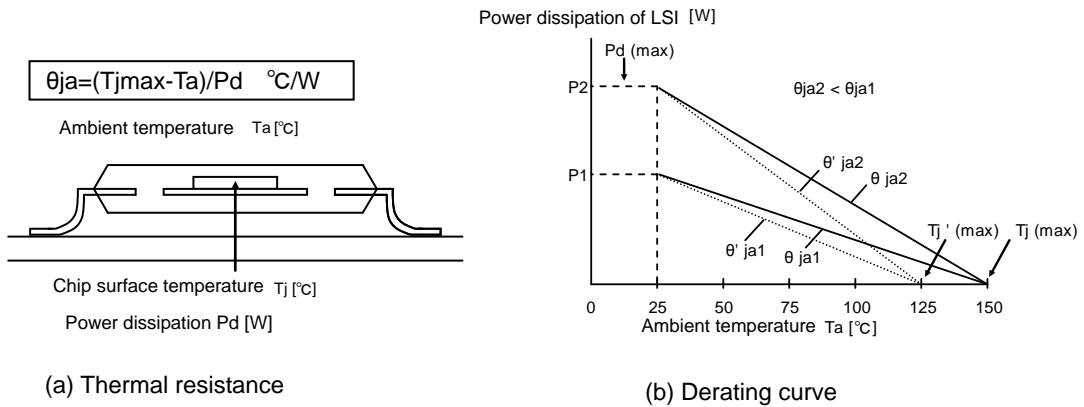 θja=(Tjmax-Ta)/Pd ℃/W
Ambient temperature Ta [℃]
Chip surface temperature Tj [℃]
Power dissipation Pd [W]
(a) Thermal resistance
Power dissipation of LSI [W]
Pd (max)
P2
θja2 < θja1
θ' ja2
θ ja2
P1
Tj ' (max)
Tj (max)
θ' ja1
θ ja1
0 25 50 75 100 125 150
Ambient temperature Ta [℃]
(b) Derating curve